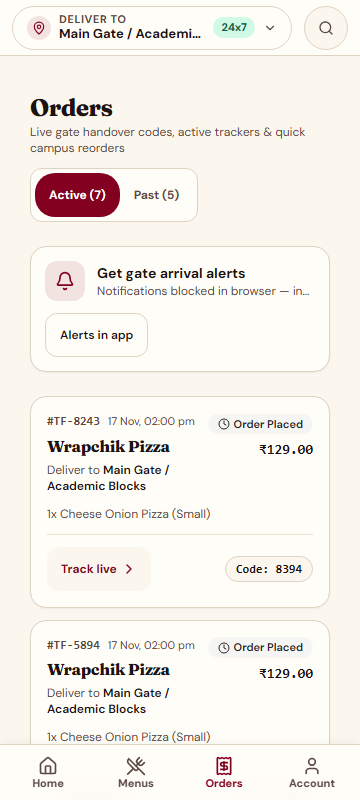 DELIVER TO
Main Gate / Academi...
24x7
Orders
Live gate handover codes, active trackers & quick
campus reorders
Active (7)
Past (5)
Get gate arrival alerts
Notifications blocked in browser — in...
Alerts in app
#TF-8243 17 Nov, 02:00 pm
Order Placed
Wrapchik Pizza
₹129.00
Deliver to Main Gate /
Academic Blocks
1x Cheese Onion Pizza (Small)
Track live
Code: 8394
#TF-5894 17 Nov, 02:00 pm
Order Placed
Wrapchik Pizza
₹129.00
Deliver to Main Gate /
Academic Blocks
1x Cheese Onion Pizza (Small)
Home
Menus
Orders
Account